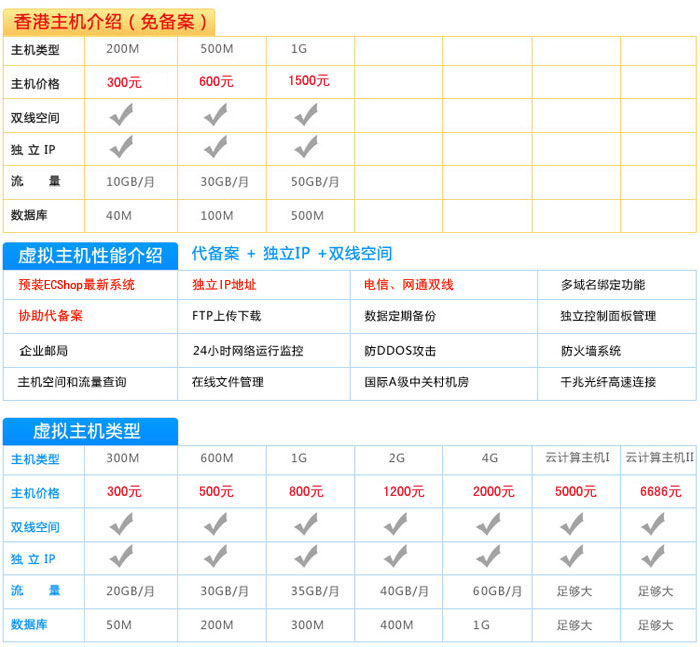 香港主机介绍（免备案）
主机类型 200M 500M 1G
主机价格 300元 600元 1500元
双线空间
独 立 IP
流 量 10GB/月 30GB/月 50GB/月
数据库 40M 100M 500M
虚拟主机性能介绍 代备案 + 独立IP +双线空间
预装ECShop最新系统 独立IP地址 电信、网通双线 多域名绑定功能
协助代备案 FTP上传下载 数据定期备份 独立控制面板管理
企业邮局 24小时网络运行监控 防DDOS攻击 防火墙系统
主机空间和流量查询 在线文件管理 国际A级中关村机房 千兆光纤高速连接
虚拟主机类型
主机类型 300M 600M 1G 2G 4G 云计算主机I 云计算主机II
主机价格 300元 500元 800元 1200元 2000元 5000元 6686元
双线空间
独 立 IP
流 量 20GB/月 30GB/月 35GB/月 40GB/月 60GB/月 足够大 足够大
数据库 50M 200M 300M 400M 1G 足够大 足够大